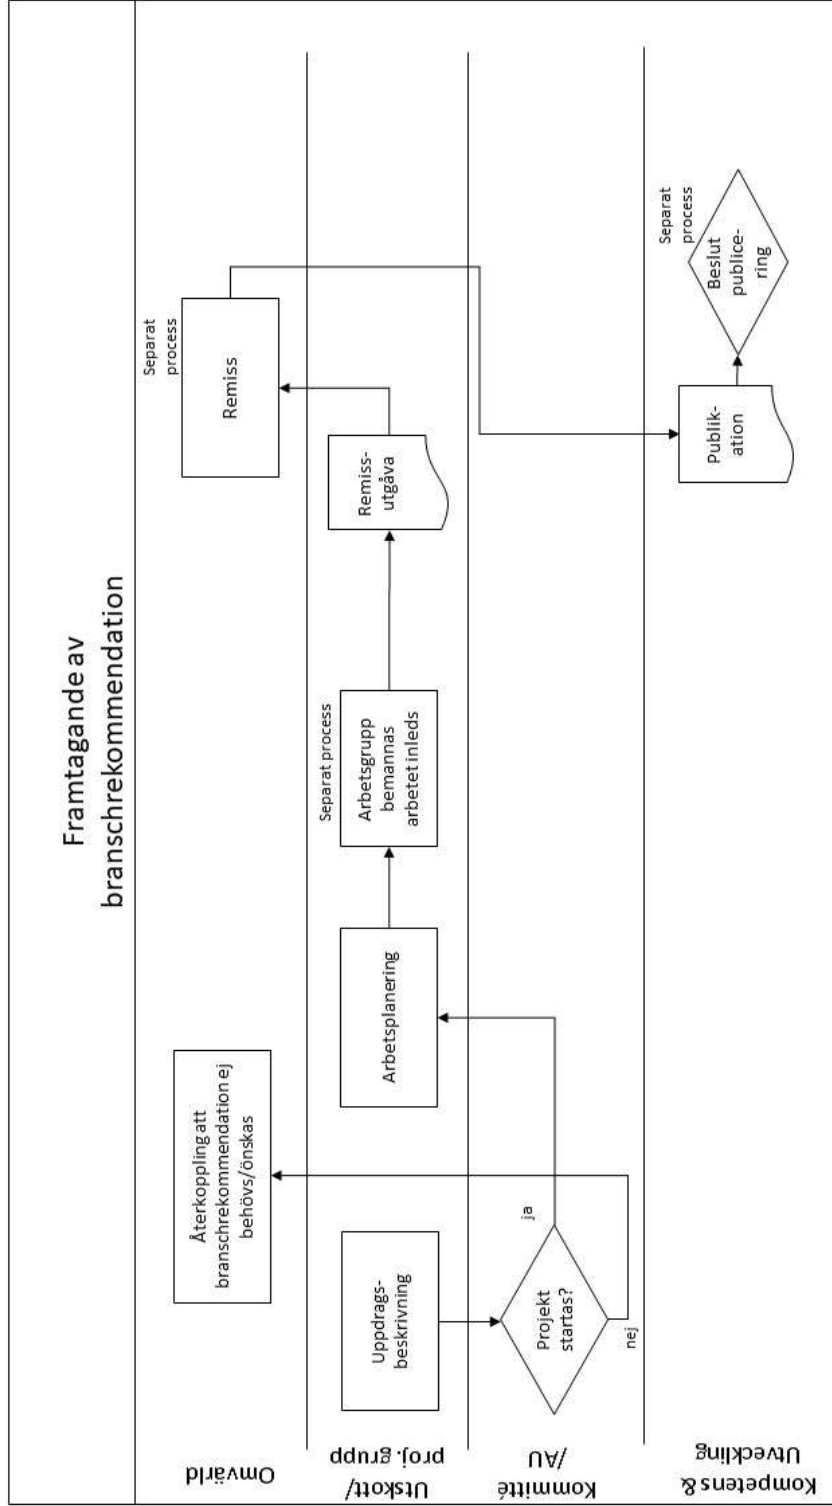 Framtagande av
branschrekommendation
Omvärld
Återkoppling att
branschrekommendation ej
behövs/önskas
Separat
process
Remiss
Utskott/
proj. grupp
Uppdrags-
beskrivning
Arbetsplanering
Separat process
Arbetsgrupp
bemannas
arbetet inleds
Remiss-
utgåva
Kommitté
/AU
Projekt
startas?
ja
nej
Kompetens &
Utveckling
Publik-
ation
Beslut
publice-
ring
Separat
process